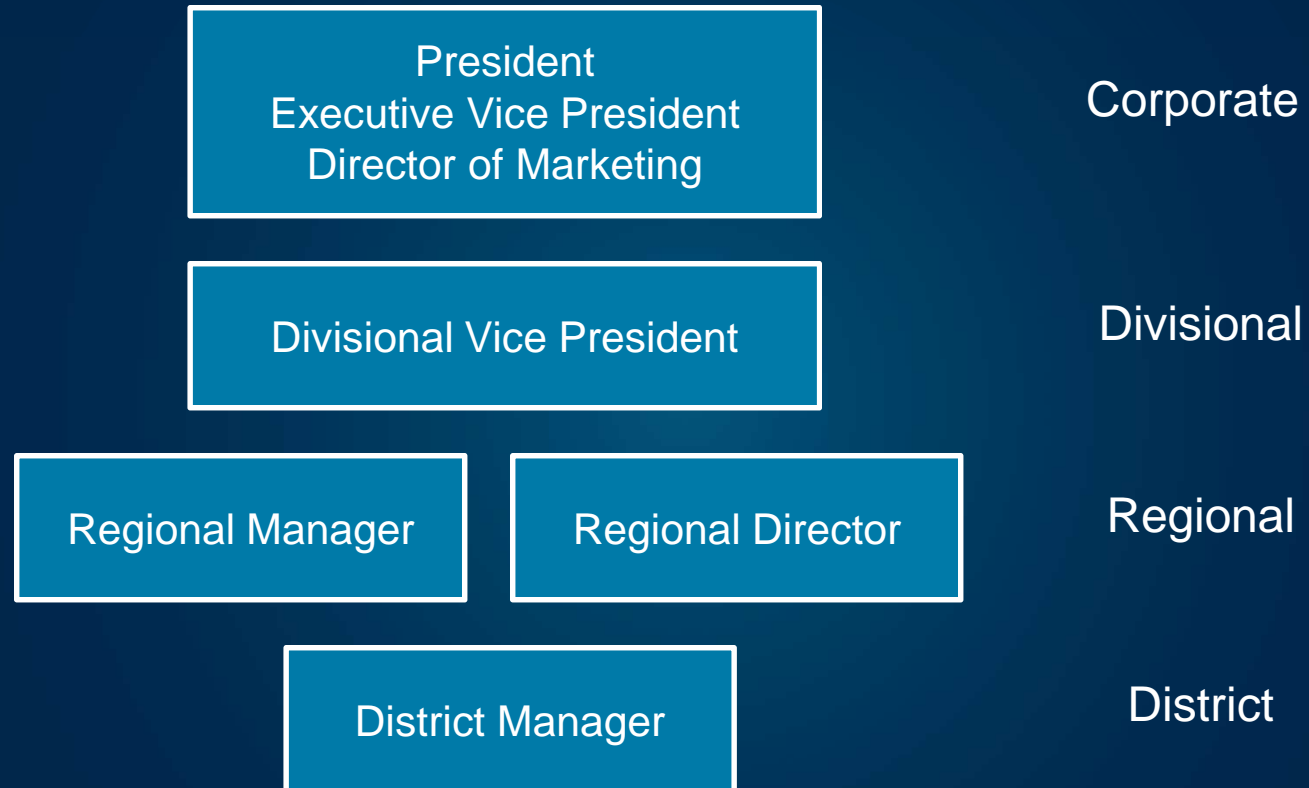 President
Executive Vice President
Director of Marketing
Corporate
Divisional Vice President
Divisional
Regional Manager
Regional Director
Regional
District Manager
District